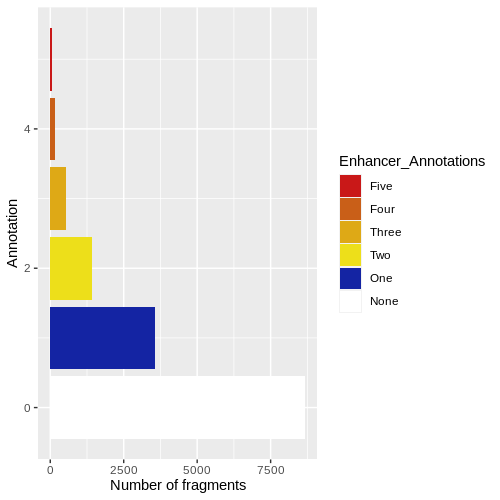 4
2
0
Annotation
0 2500 5000 7500
Number of fragments
Enhancer_Annotations
Five
Four
Three
Two
One
None